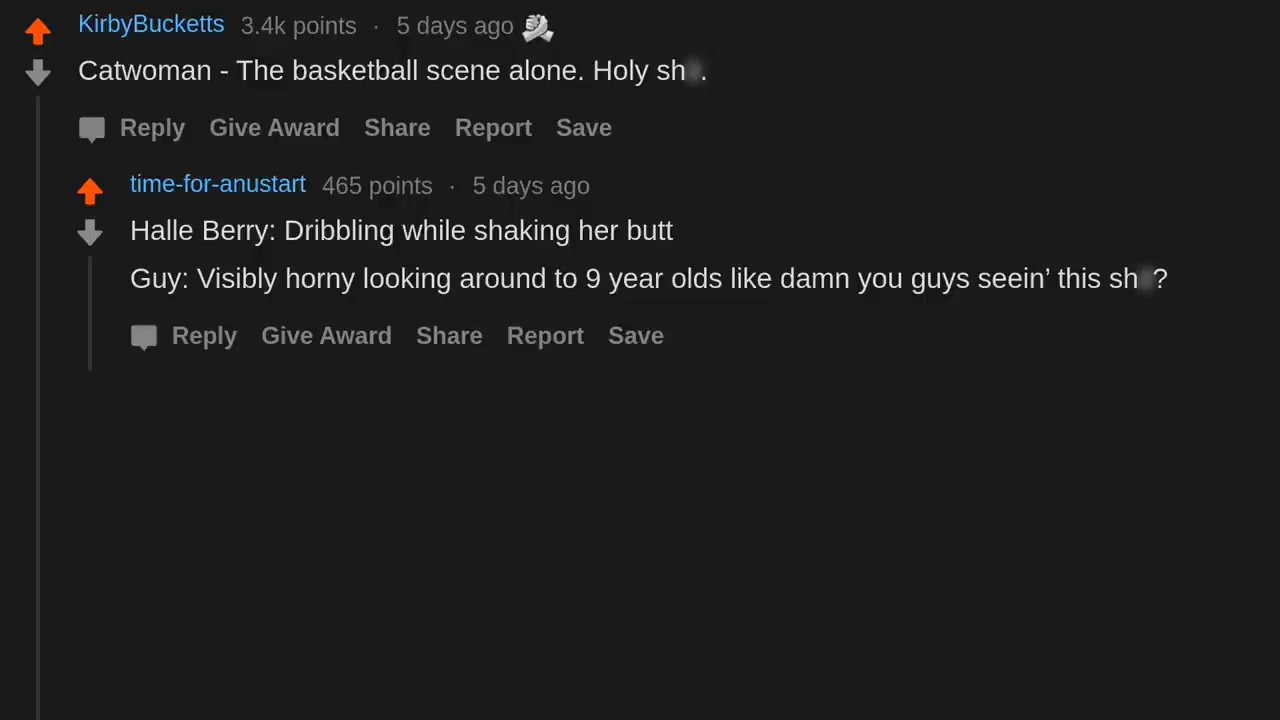 KirbyBucketts 3.4k points · 5 days ago
Catwoman - The basketball scene alone. Holy sh .
Reply Give Award Share Report Save
time-for-anustart 465 points · 5 days ago
Halle Berry: Dribbling while shaking her butt
Guy: Visibly horny looking around to 9 year olds like damn you guys seein’ this sh ?
Reply Give Award Share Report Save